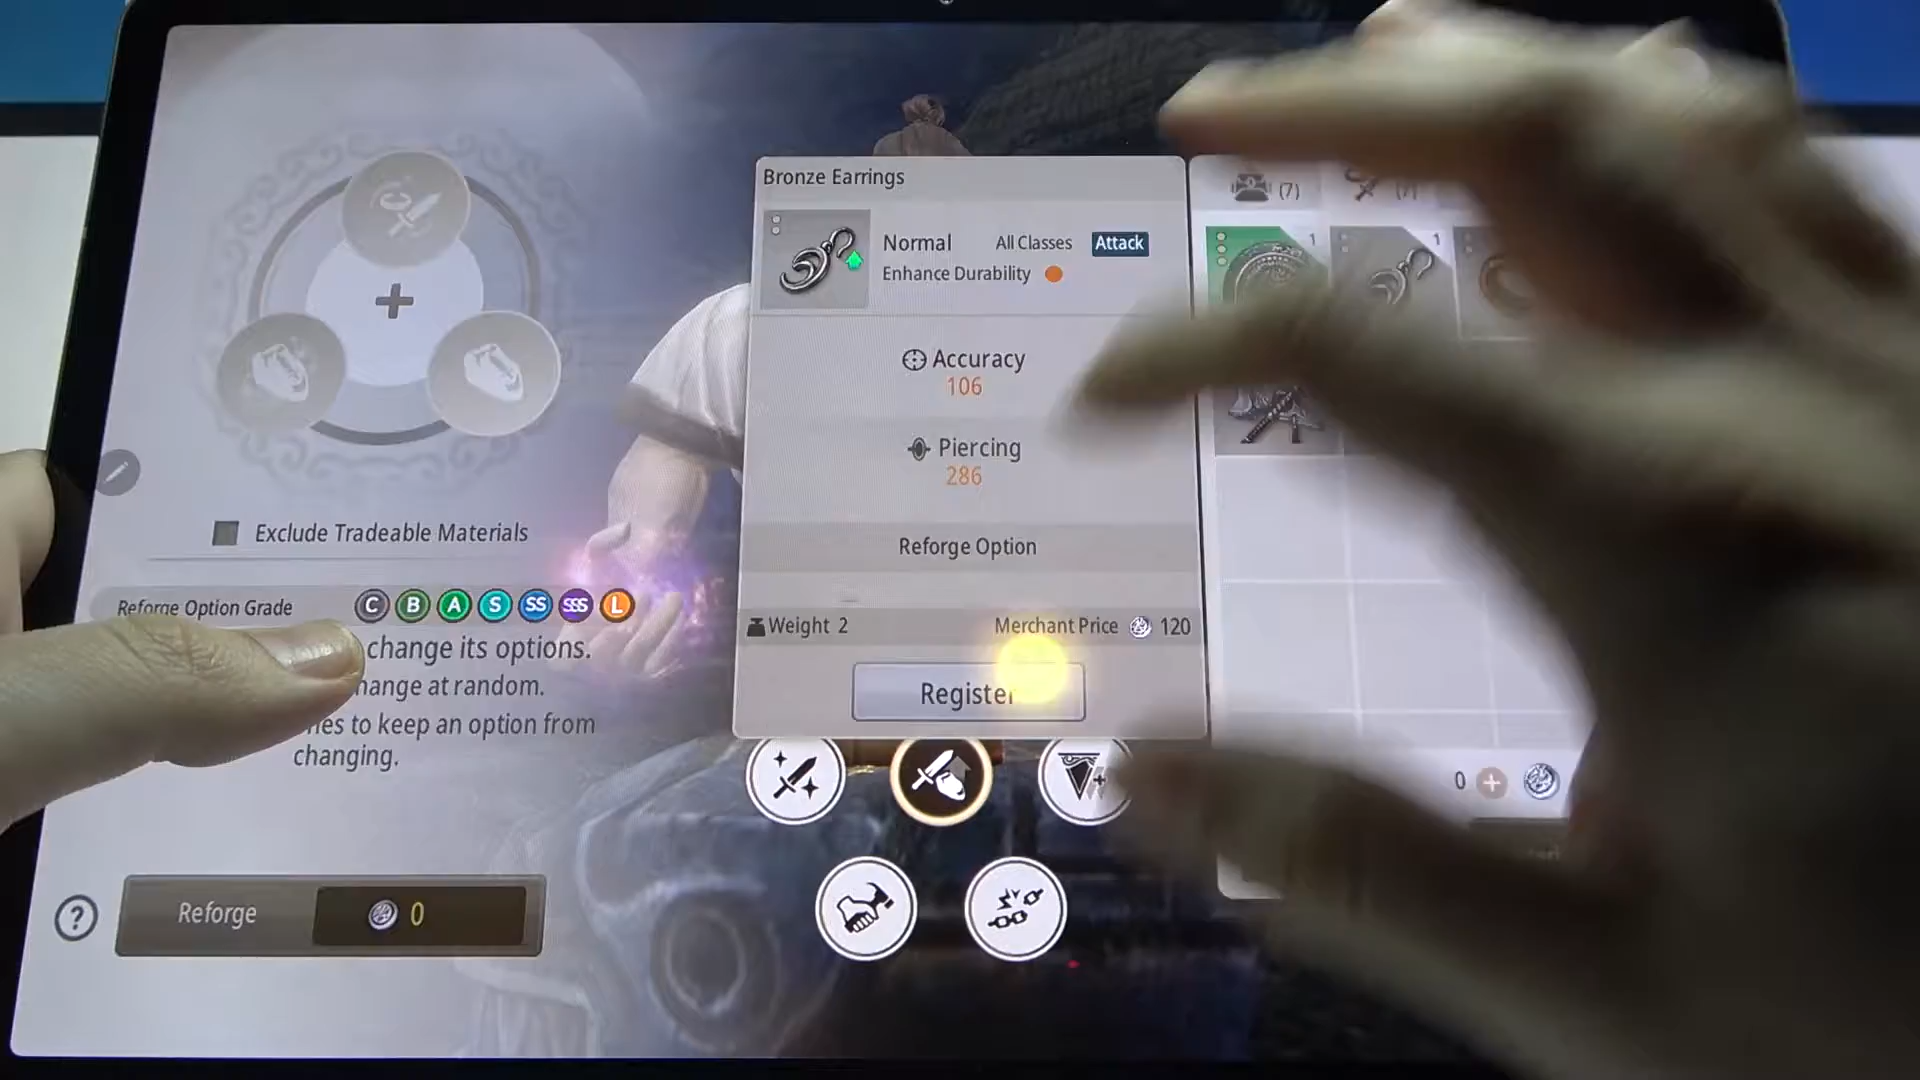 Bronze Earrings
Normal
All Classes
Attack
Enhance Durability
Accuracy
106
Piercing
286
Reforge Option
Weight 2
Merchant Price 120
Register
(7)
1
1
0
Exclude Tradeable Materials
Reforge Option Grade C B A S SS SSS L
change its options.
at random.
to keep an option from
changing.
? Reforge 0